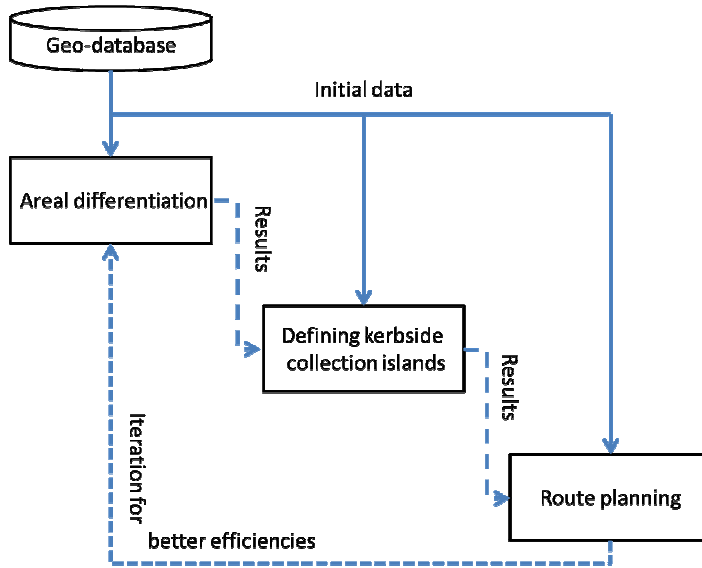 Geo-database
Initial data
Areal differentiation
Results
Defining kerbside
collection islands
Results
Route planning
Iteration for
better efficiencies